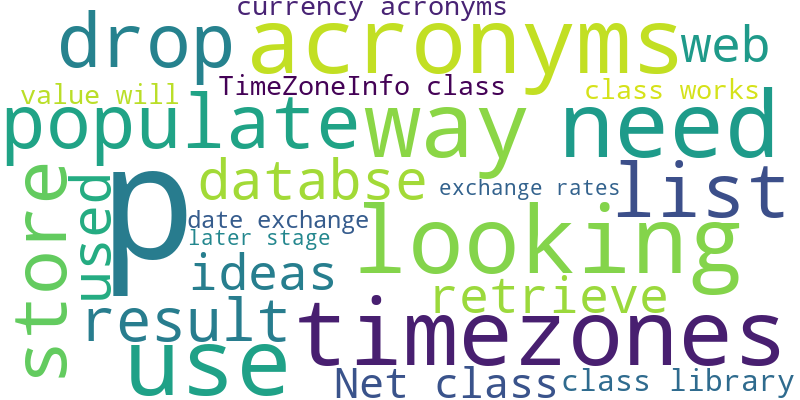 currency acronyms
drop
acronyms
web
value will
TimeZoneInfo class
class works
populate
way
need
store
used
p
databse
exchange rates
list
date exchange
later stage
looking
ideas
retrieve
result
timezones
use
Net class
class library